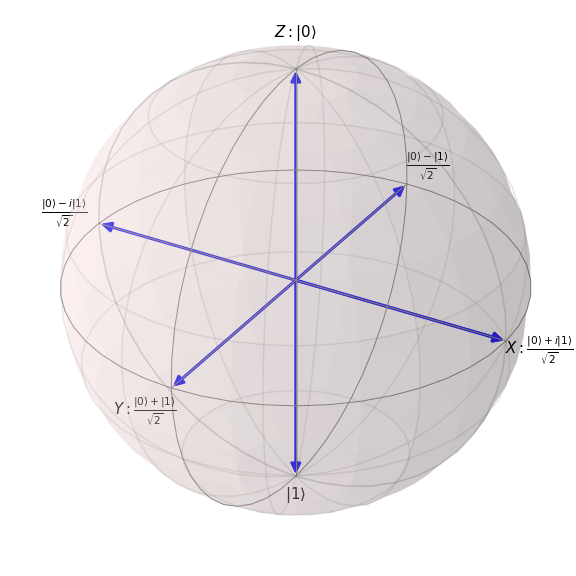 Z : |0⟩
|0⟩−|1⟩
√2
|0⟩−i|1⟩
√2
X : |0⟩+i|1⟩
√2
Y : |0⟩+|1⟩
√2
|1⟩